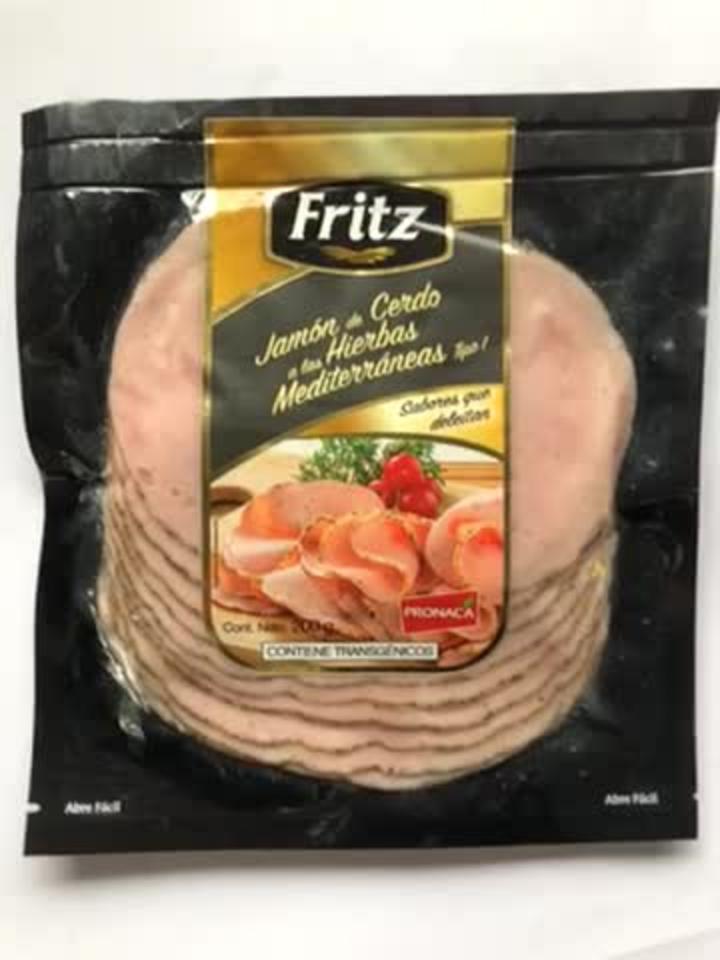 Fritz
Jamón de Cerdo
a las Hierbas
Mediterráneas Tipo I
Sabores que
deleitan
Cont. Neto: 200 g
PRONACA
CONTIENE TRANSGÉNICOS
Abre Fácil
Abre Fácil